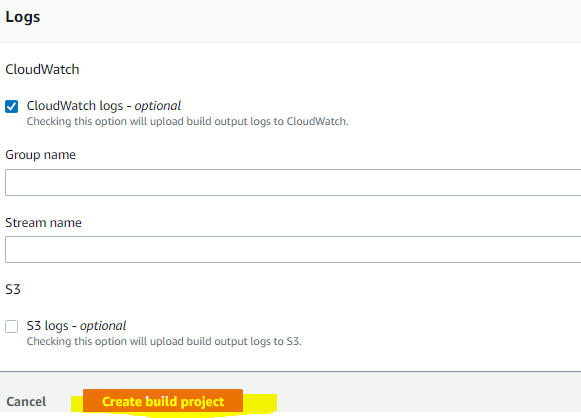 Logs
CloudWatch
CloudWatch logs - optional
Checking this option will upload build output logs to CloudWatch.
Group name
Stream name
S3
S3 logs - optional
Checking this option will upload build output logs to S3.
Cancel Create build project